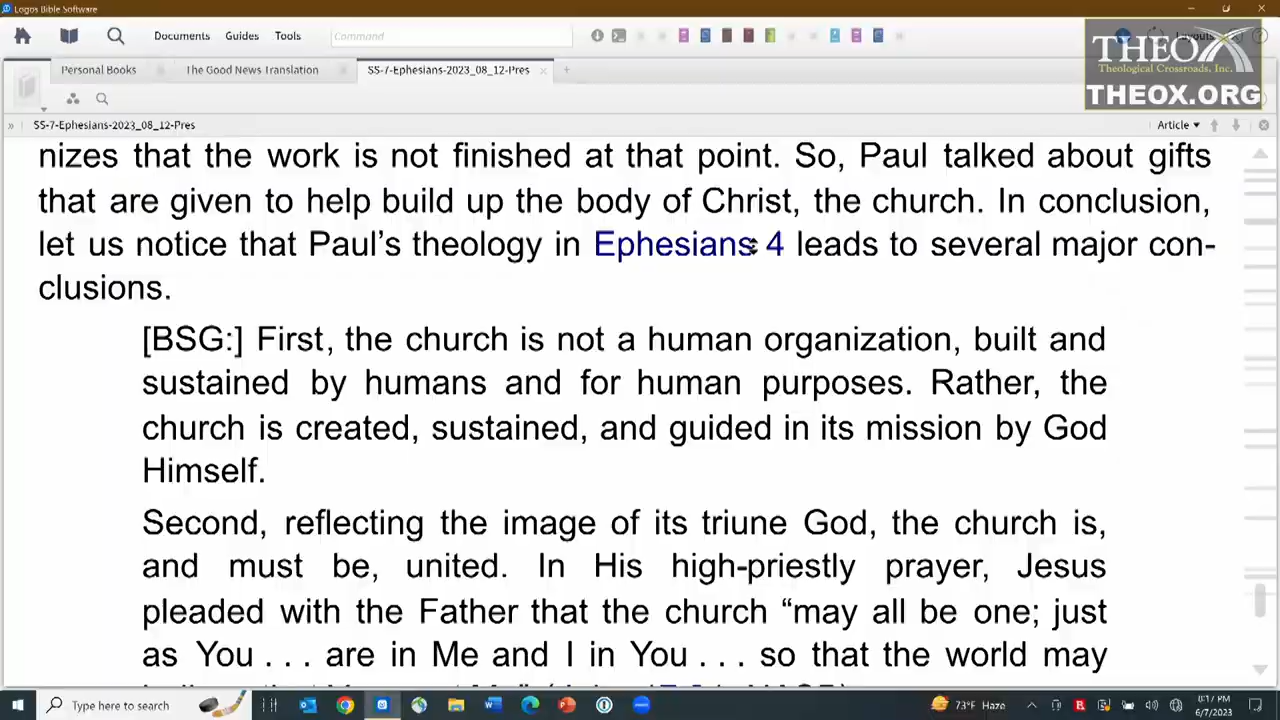 Logos Bible Software
Documents Guides Tools Command
THEOX
Theological Crossroads, Inc.
THEOX.ORG
Personal Books The Good News Translation SS-7-Ephesians-2023_08_12-Pres
SS-7-Ephesians-2023_08_12-Pres Article
nizes that the work is not finished at that point. So, Paul talked about gifts
that are given to help build up the body of Christ, the church. In conclusion,
let us notice that Paul’s theology in Ephesians 4 leads to several major con-
clusions.
[BSG:] First, the church is not a human organization, built and
sustained by humans and for human purposes. Rather, the
church is created, sustained, and guided in its mission by God
Himself.
Second, reflecting the image of its triune God, the church is,
and must be, united. In His high-priestly prayer, Jesus
pleaded with the Father that the church “may all be one; just
as You . . . are in Me and I in You . . . so that the world may
Type here to search 73°F Haze 8:17 PM
6/7/2023